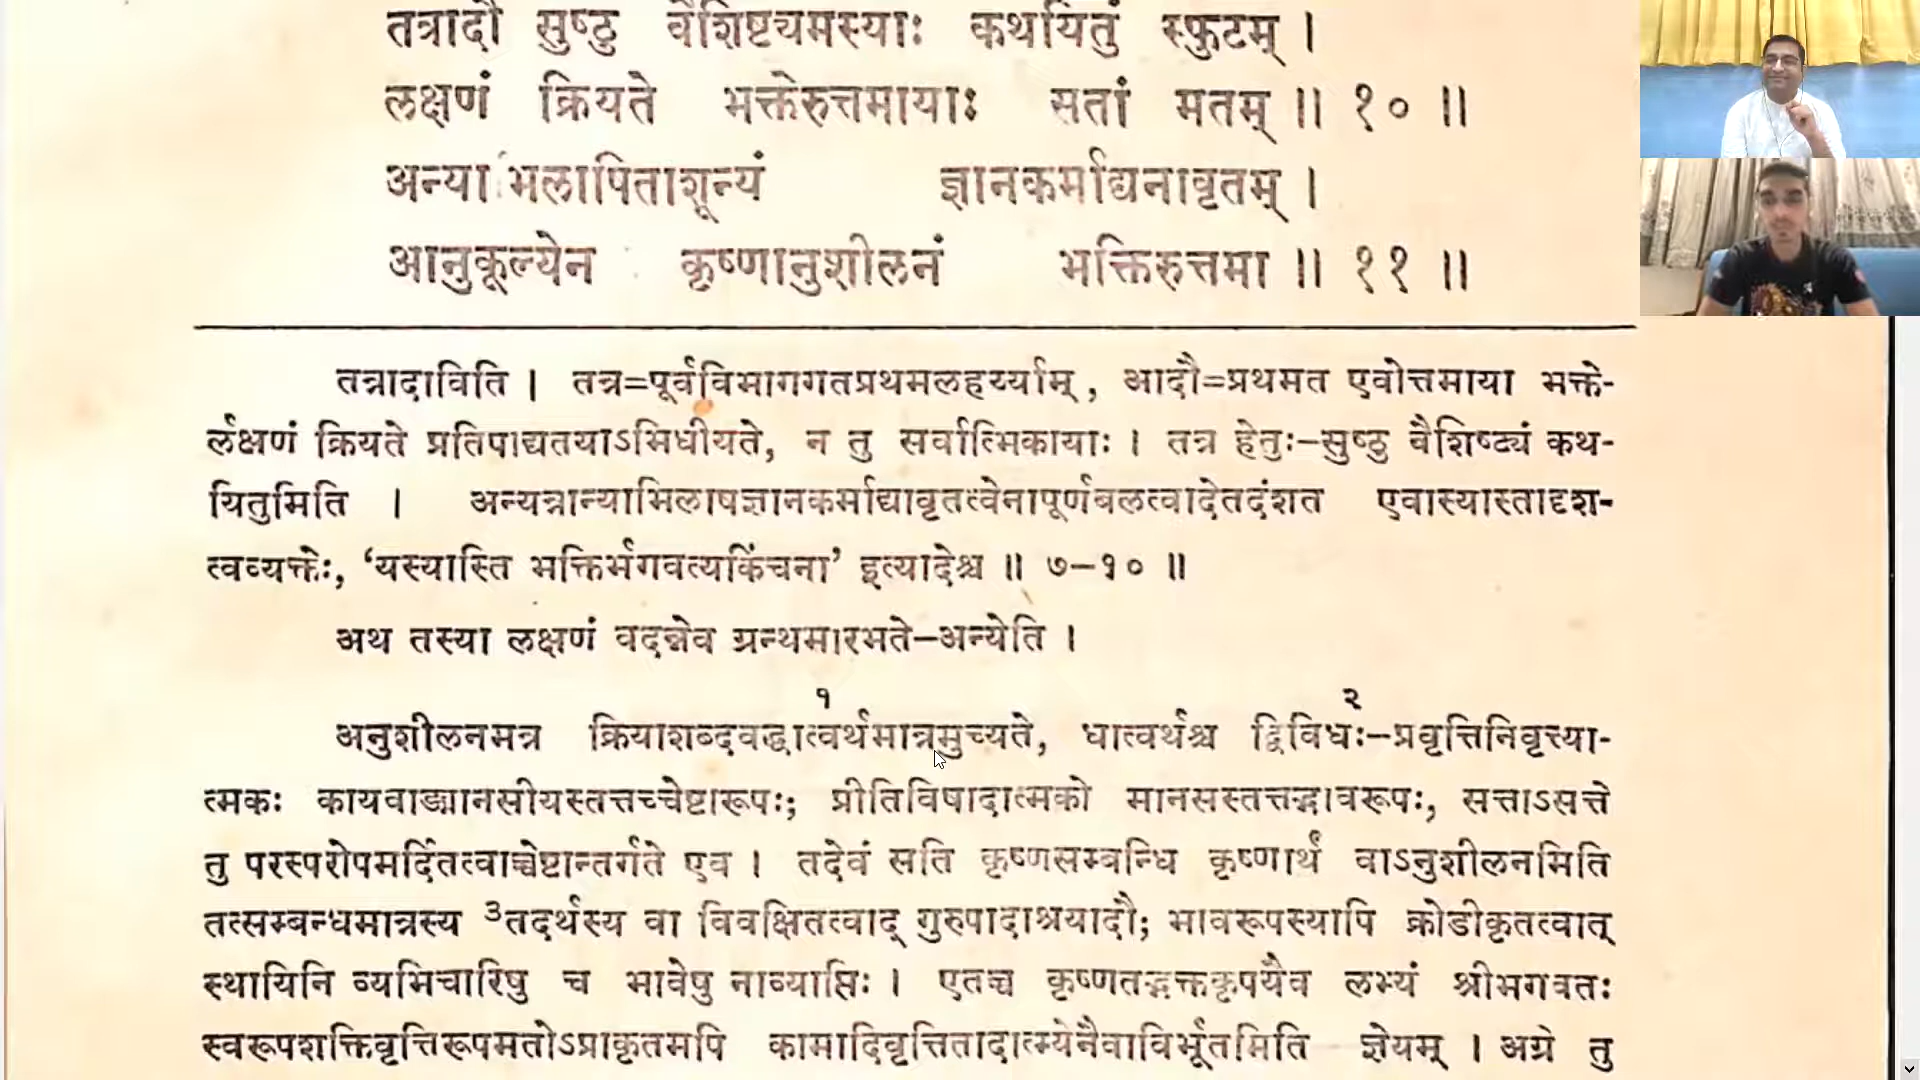 तत्रादौ सुष्ठु वैशिष्ट्यमस्याः कथयितुं स्फुटम् ।
लक्षणं क्रियते भक्तेरुत्तमायाः सतां मतम् ॥ १० ॥
अन्याभिलाषिताशून्यं ज्ञानकर्माद्यनावृतम् ।
आनुकूल्येन कृष्णानुशीलनं भक्तिरुत्तमा ॥ ११ ॥
तत्रादाविति । तत्र=पूर्वविभागगतप्रथमलहर्य्याम्, आदौ=प्रथमत एवोत्तमाया भक्ते-
र्लक्षणं क्रियते प्रतिपाद्यतयाऽभिधीयते, न तु सर्वात्मिकायाः । तत्र हेतुः–सुष्ठु वैशिष्ट्यं कथ-
यितुमिति । अन्यत्रान्याभिलाषज्ञानकर्माद्यावृतत्वेनापूर्णबलत्वादेतदंशत एवास्यास्तादृश-
त्वव्यक्तेः, ‘यस्यास्ति भक्तिर्भगवत्यकिंचना’ इत्यादेश्च ॥ ७–१० ॥
अथ तस्या लक्षणं वदन्नेव ग्रन्थमारभते–अन्येति ।
१ २
अनुशीलनमत्र क्रियाशब्दवद्धात्वर्थमात्रमुच्यते, धात्वर्थश्च द्विविधः–प्रवृत्तिनिवृत्त्या-
त्मकः कायवाङ्मानसीयस्तत्तच्चेष्टारूपः; प्रीतिविषादात्मको मानसस्तत्तद्भावरूपः, सत्ताऽसत्ते
तु परस्परोपमर्दितत्वाच्चेष्टान्तर्गते एव । तदेवं सति कृष्णसम्बन्धि कृष्णार्थं वाऽनुशीलनमिति
तत्सम्बन्धमात्रस्य ३तदर्थस्य वा विवक्षितत्वाद् गुरुपादाश्रयादौ; भावरूपस्यापि क्रोडीकृतत्वात्
स्थायिनि व्यभिचारिषु च भावेषु नाव्याप्तिः । एतच्च कृष्णतद्भक्तकृपयैव लभ्यं श्रीभगवतः
स्वरूपशक्तिवृत्तिरूपमतोऽप्राकृतमपि कामादिवृत्तितादात्म्येनैवाविर्भूतमिति ज्ञेयम् । अग्रे तु